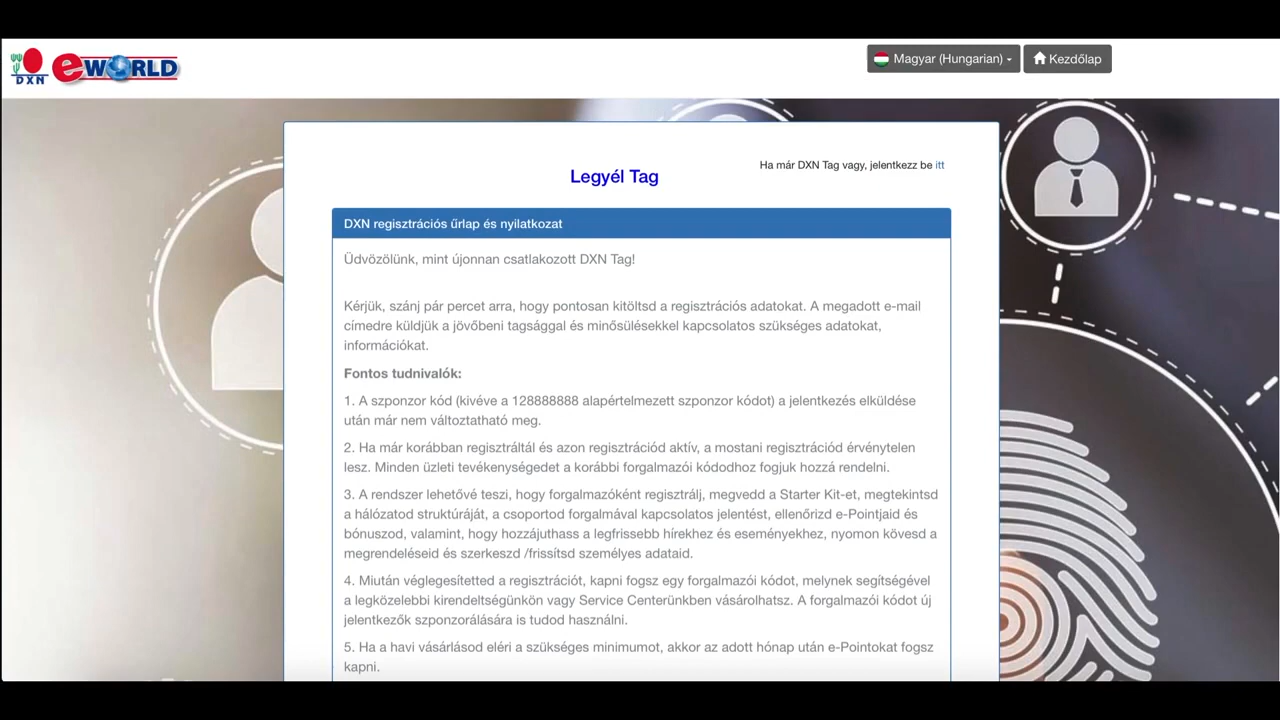 DXN eWORLD
Magyar (Hungarian)
Kezdőlap
Ha már DXN Tag vagy, jelentkezz be itt
Legyél Tag
DXN regisztrációs űrlap és nyilatkozat
Üdvözölünk, mint újonnan csatlakozott DXN Tag!
Kérjük, szánj pár percet arra, hogy pontosan kitöltsd a regisztrációs adatokat. A megadott e-mail
címedre küldjük a jövőbeni tagsággal és minősülésekkel kapcsolatos szükséges adatokat,
információkat.
Fontos tudnivalók:
1. A szponzor kód (kivéve a 128888888 alapértelmezett szponzor kódot) a jelentkezés elküldése
után már nem változtatható meg.
2. Ha már korábban regisztráltál és azon regisztrációd aktív, a mostani regisztrációd érvénytelen
lesz. Minden üzleti tevékenységedet a korábbi forgalmazói kódodhoz fogjuk hozzá rendelni.
3. A rendszer lehetővé teszi, hogy forgalmazóként regisztrálj, megvedd a Starter Kit-et, megtekintsd
a hálózatod struktúráját, a csoportod forgalmával kapcsolatos jelentést, ellenőrizd e-Pointjaid és
bónuszod, valamint, hogy hozzájuthass a legfrissebb hírekhez és eseményekhez, nyomon kövesd a
megrendeléseid és szerkeszd /frissítsd személyes adataid.
4. Miután véglegesítetted a regisztrációt, kapni fogsz egy forgalmazói kódot, melynek segítségével
a legközelebbi kirendeltségünkön vagy Service Centerünkben vásárolhatsz. A forgalmazói kódot új
jelentkezők szponzorálására is tudod használni.
5. Ha a havi vásárlásod eléri a szükséges minimumot, akkor az adott hónap után e-Pointokat fogsz
kapni.